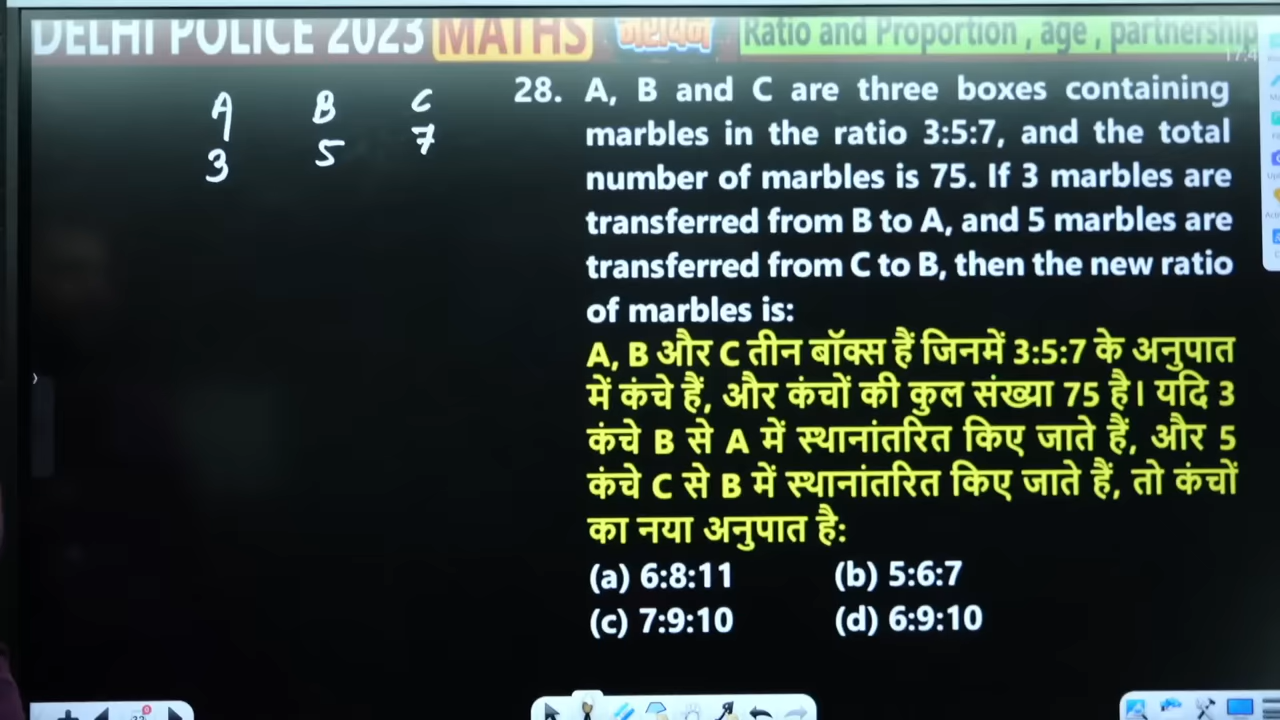 DELHI POLICE 2023 MATHS महापैक Ratio and Proportion , age , partnership
17:4
A B C
3 5 7
28. A, B and C are three boxes containing
marbles in the ratio 3:5:7, and the total
number of marbles is 75. If 3 marbles are
transferred from B to A, and 5 marbles are
transferred from C to B, then the new ratio
of marbles is:
A, B और C तीन बॉक्स हैं जिनमें 3:5:7 के अनुपात
में कंचे हैं, और कंचों की कुल संख्या 75 है। यदि 3
कंचे B से A में स्थानांतरित किए जाते हैं, और 5
कंचे C से B में स्थानांतरित किए जाते हैं, तो कंचों
का नया अनुपात है:
(a) 6:8:11 (b) 5:6:7
(c) 7:9:10 (d) 6:9:10